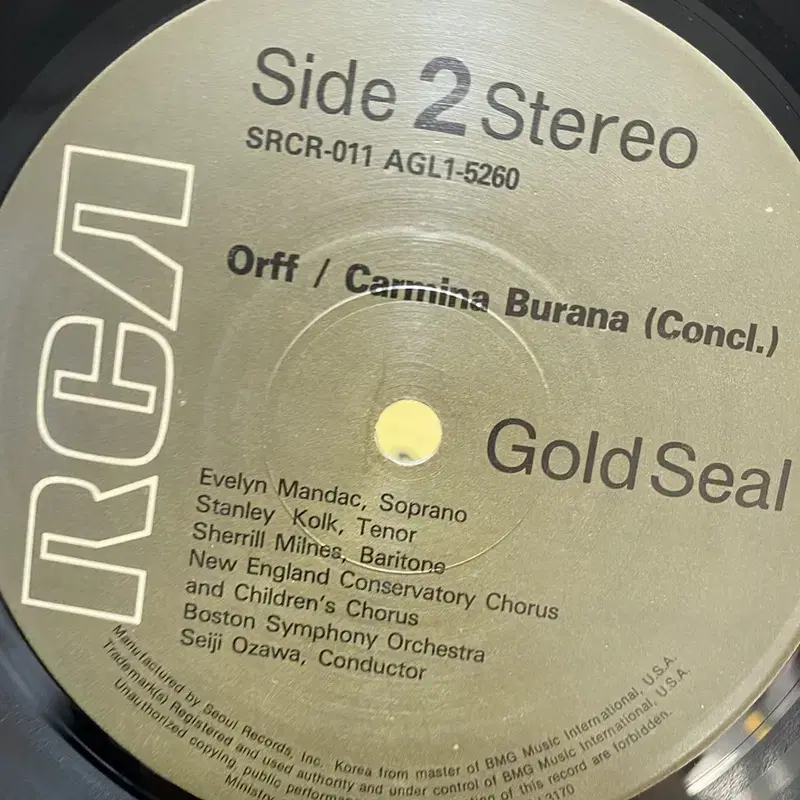 Side 2 Stereo
SRCR-011 AGL1-5260
RCA
Orff / Carmina Burana (Concl.)
Gold Seal
Evelyn Mandac, Soprano
Stanley Kolk, Tenor
Sherrill Milnes, Baritone
New England Conservatory Chorus
and Children's Chorus
Boston Symphony Orchestra
Seiji Ozawa, Conductor
Manufactured by Seoul Records, Inc. Korea from master of BMG Music International, U.S.A.
Trademark(s) Registered and used authority and under control of BMG Music International, U.S.A.
Unauthorized copying, public of this record are forbidden.
3170